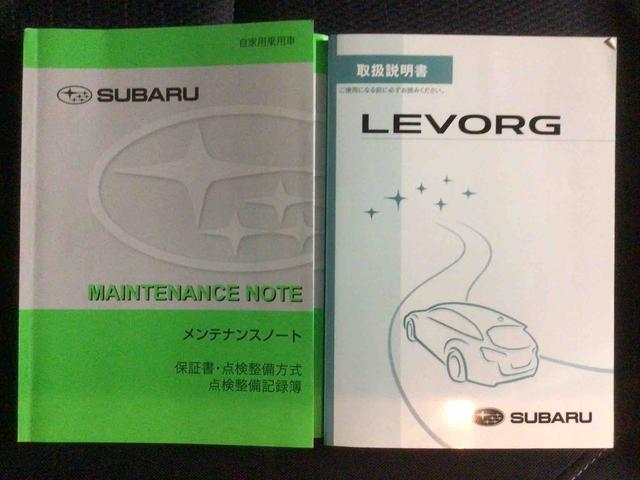 自家用乗用車
SUBARU
MAINTENANCE NOTE
メンテナンスノート
保証書・点検整備方式
点検整備記録簿
取扱説明書
ご使用になる前に必ずお読みください。
LEVORG
SUBARU